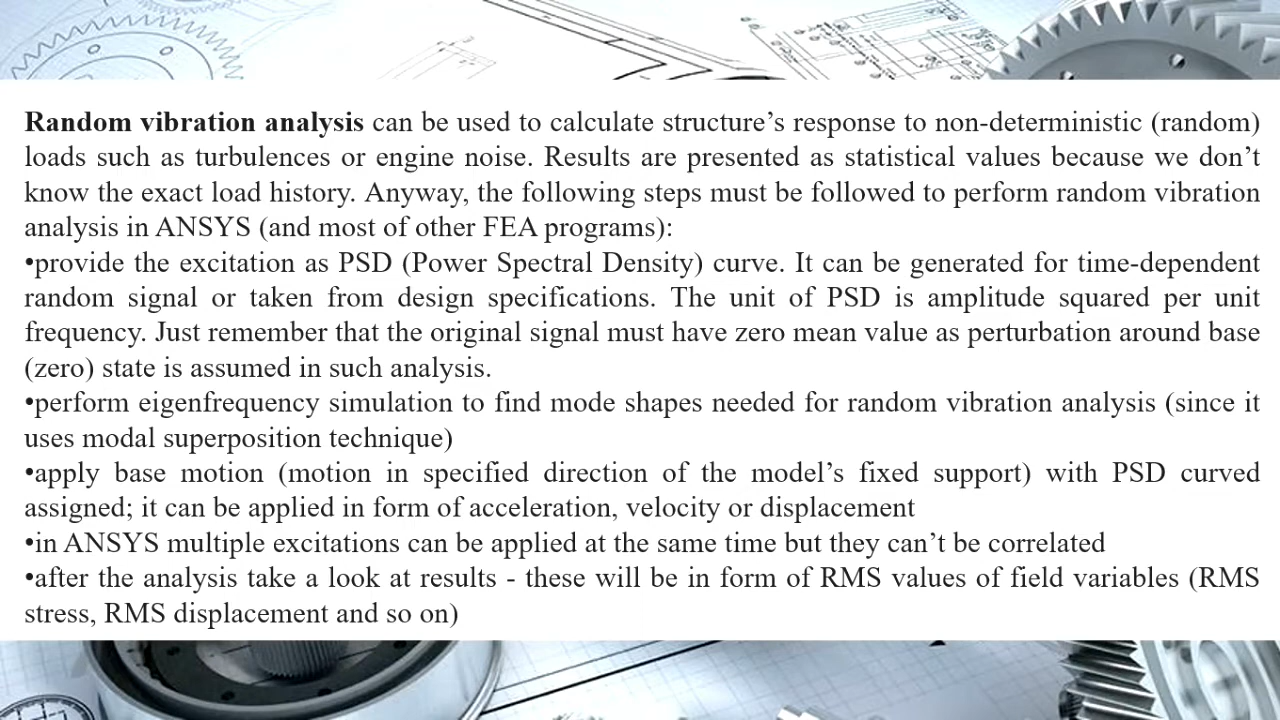 Random vibration analysis can be used to calculate structure’s response to non-deterministic (random)
loads such as turbulences or engine noise. Results are presented as statistical values because we don’t
know the exact load history. Anyway, the following steps must be followed to perform random vibration
analysis in ANSYS (and most of other FEA programs):
•provide the excitation as PSD (Power Spectral Density) curve. It can be generated for time-dependent
random signal or taken from design specifications. The unit of PSD is amplitude squared per unit
frequency. Just remember that the original signal must have zero mean value as perturbation around base
(zero) state is assumed in such analysis.
•perform eigenfrequency simulation to find mode shapes needed for random vibration analysis (since it
uses modal superposition technique)
•apply base motion (motion in specified direction of the model’s fixed support) with PSD curved
assigned; it can be applied in form of acceleration, velocity or displacement
•in ANSYS multiple excitations can be applied at the same time but they can’t be correlated
•after the analysis take a look at results - these will be in form of RMS values of field variables (RMS
stress, RMS displacement and so on)